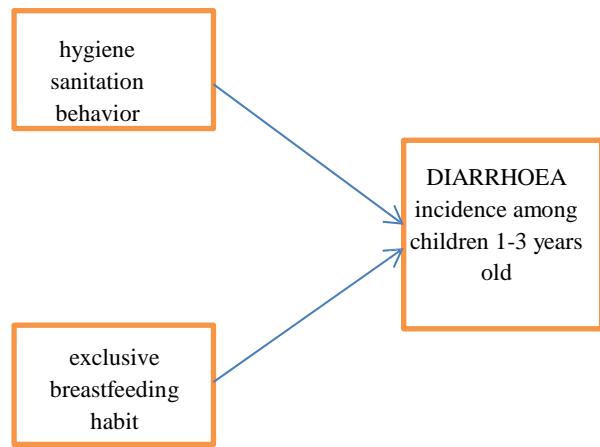 hygiene
sanitation
behavior
DIARRHOEA
incidence among
children 1-3 years
old
exclusive
breastfeeding
habit